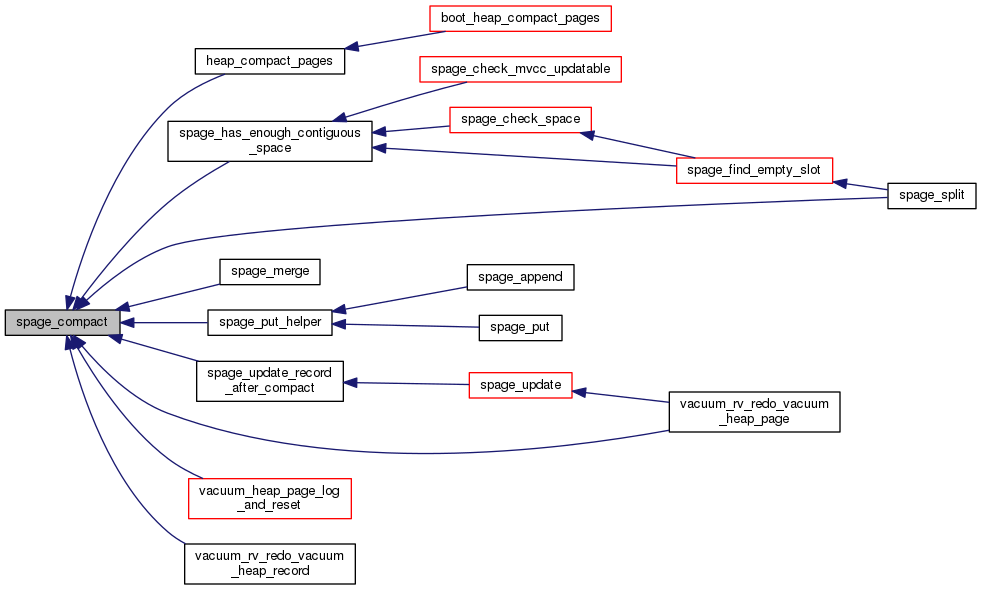 boot_heap_compact_pages
heap_compact_pages
spage_check_mvcc_updatable
spage_check_space
spage_has_enough_contiguous
_space
spage_find_empty_slot
spage_split
spage_merge
spage_append
spage_compact
spage_put_helper
spage_put
spage_update_record
_after_compact
spage_update
vacuum_rv_redo_vacuum
_heap_page
vacuum_heap_page_log
_and_reset
vacuum_rv_redo_vacuum
_heap_record